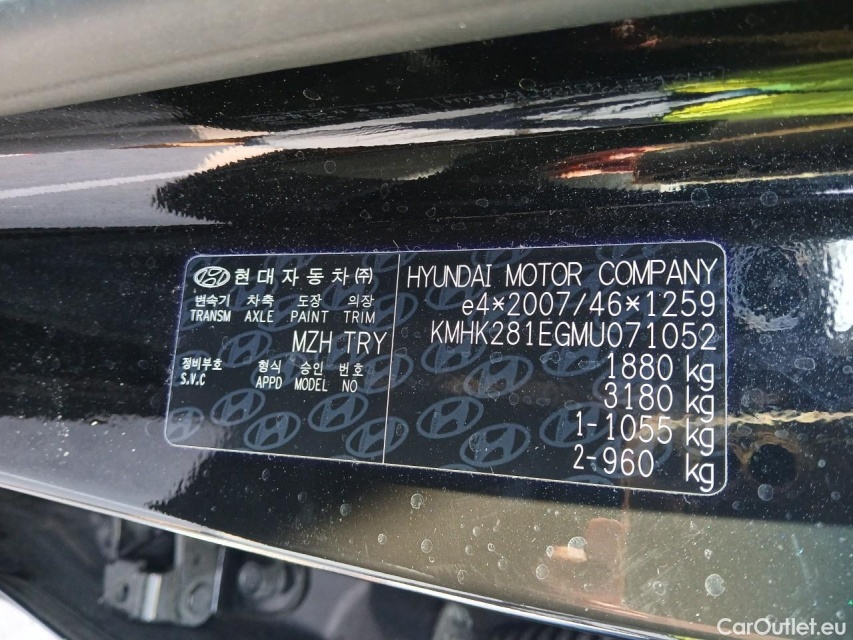 현대자동차㈜
변속기 차축 도장 의장
TRANSM AXLE PAINT TRIM
MZH TRY
정비부호 형식 승인 번호
S.V.C APPD MODEL NO
HYUNDAI MOTOR COMPANY
e4*2007/46*1259
KMHK281EGMU071052
1880 kg
3180 kg
1-1055 kg
2-960 kg
CarOutlet.eu